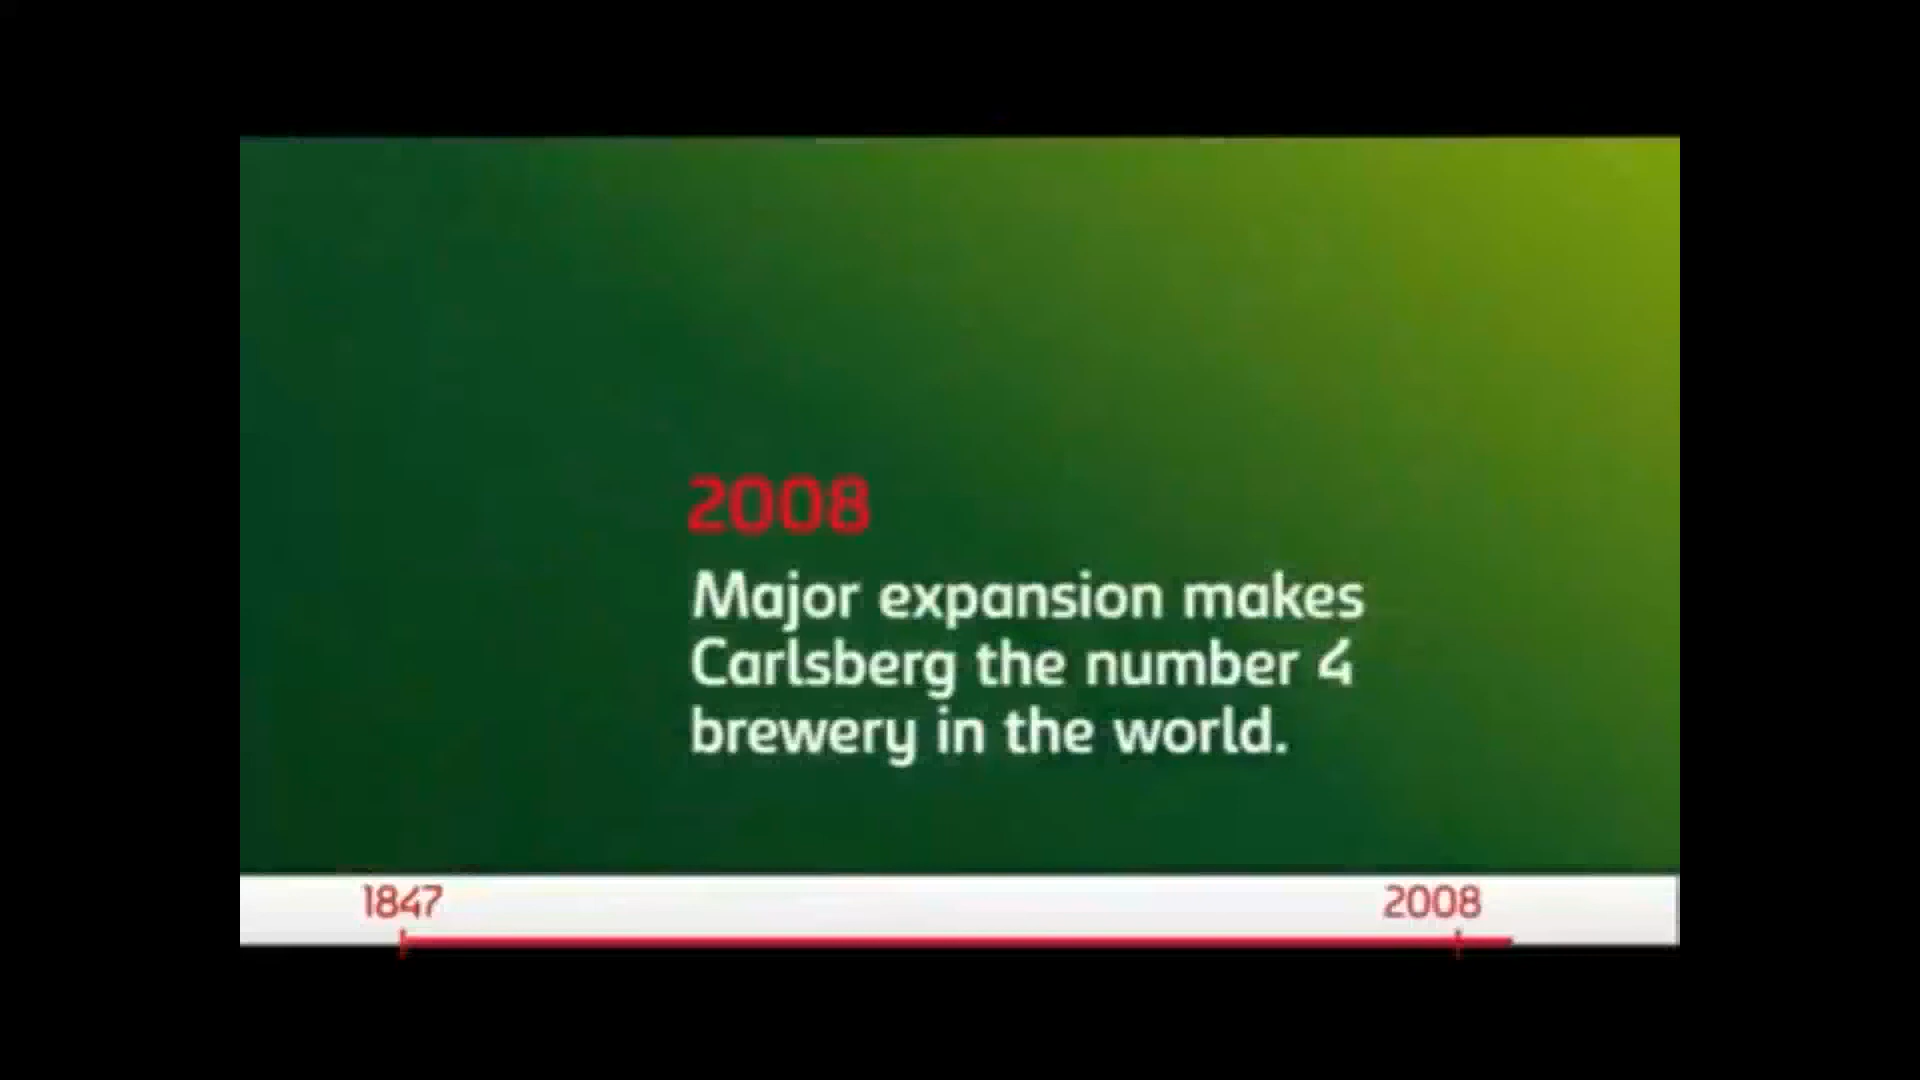 2008
Major expansion makes
Carlsberg the number 4
brewery in the world.
1847 2008